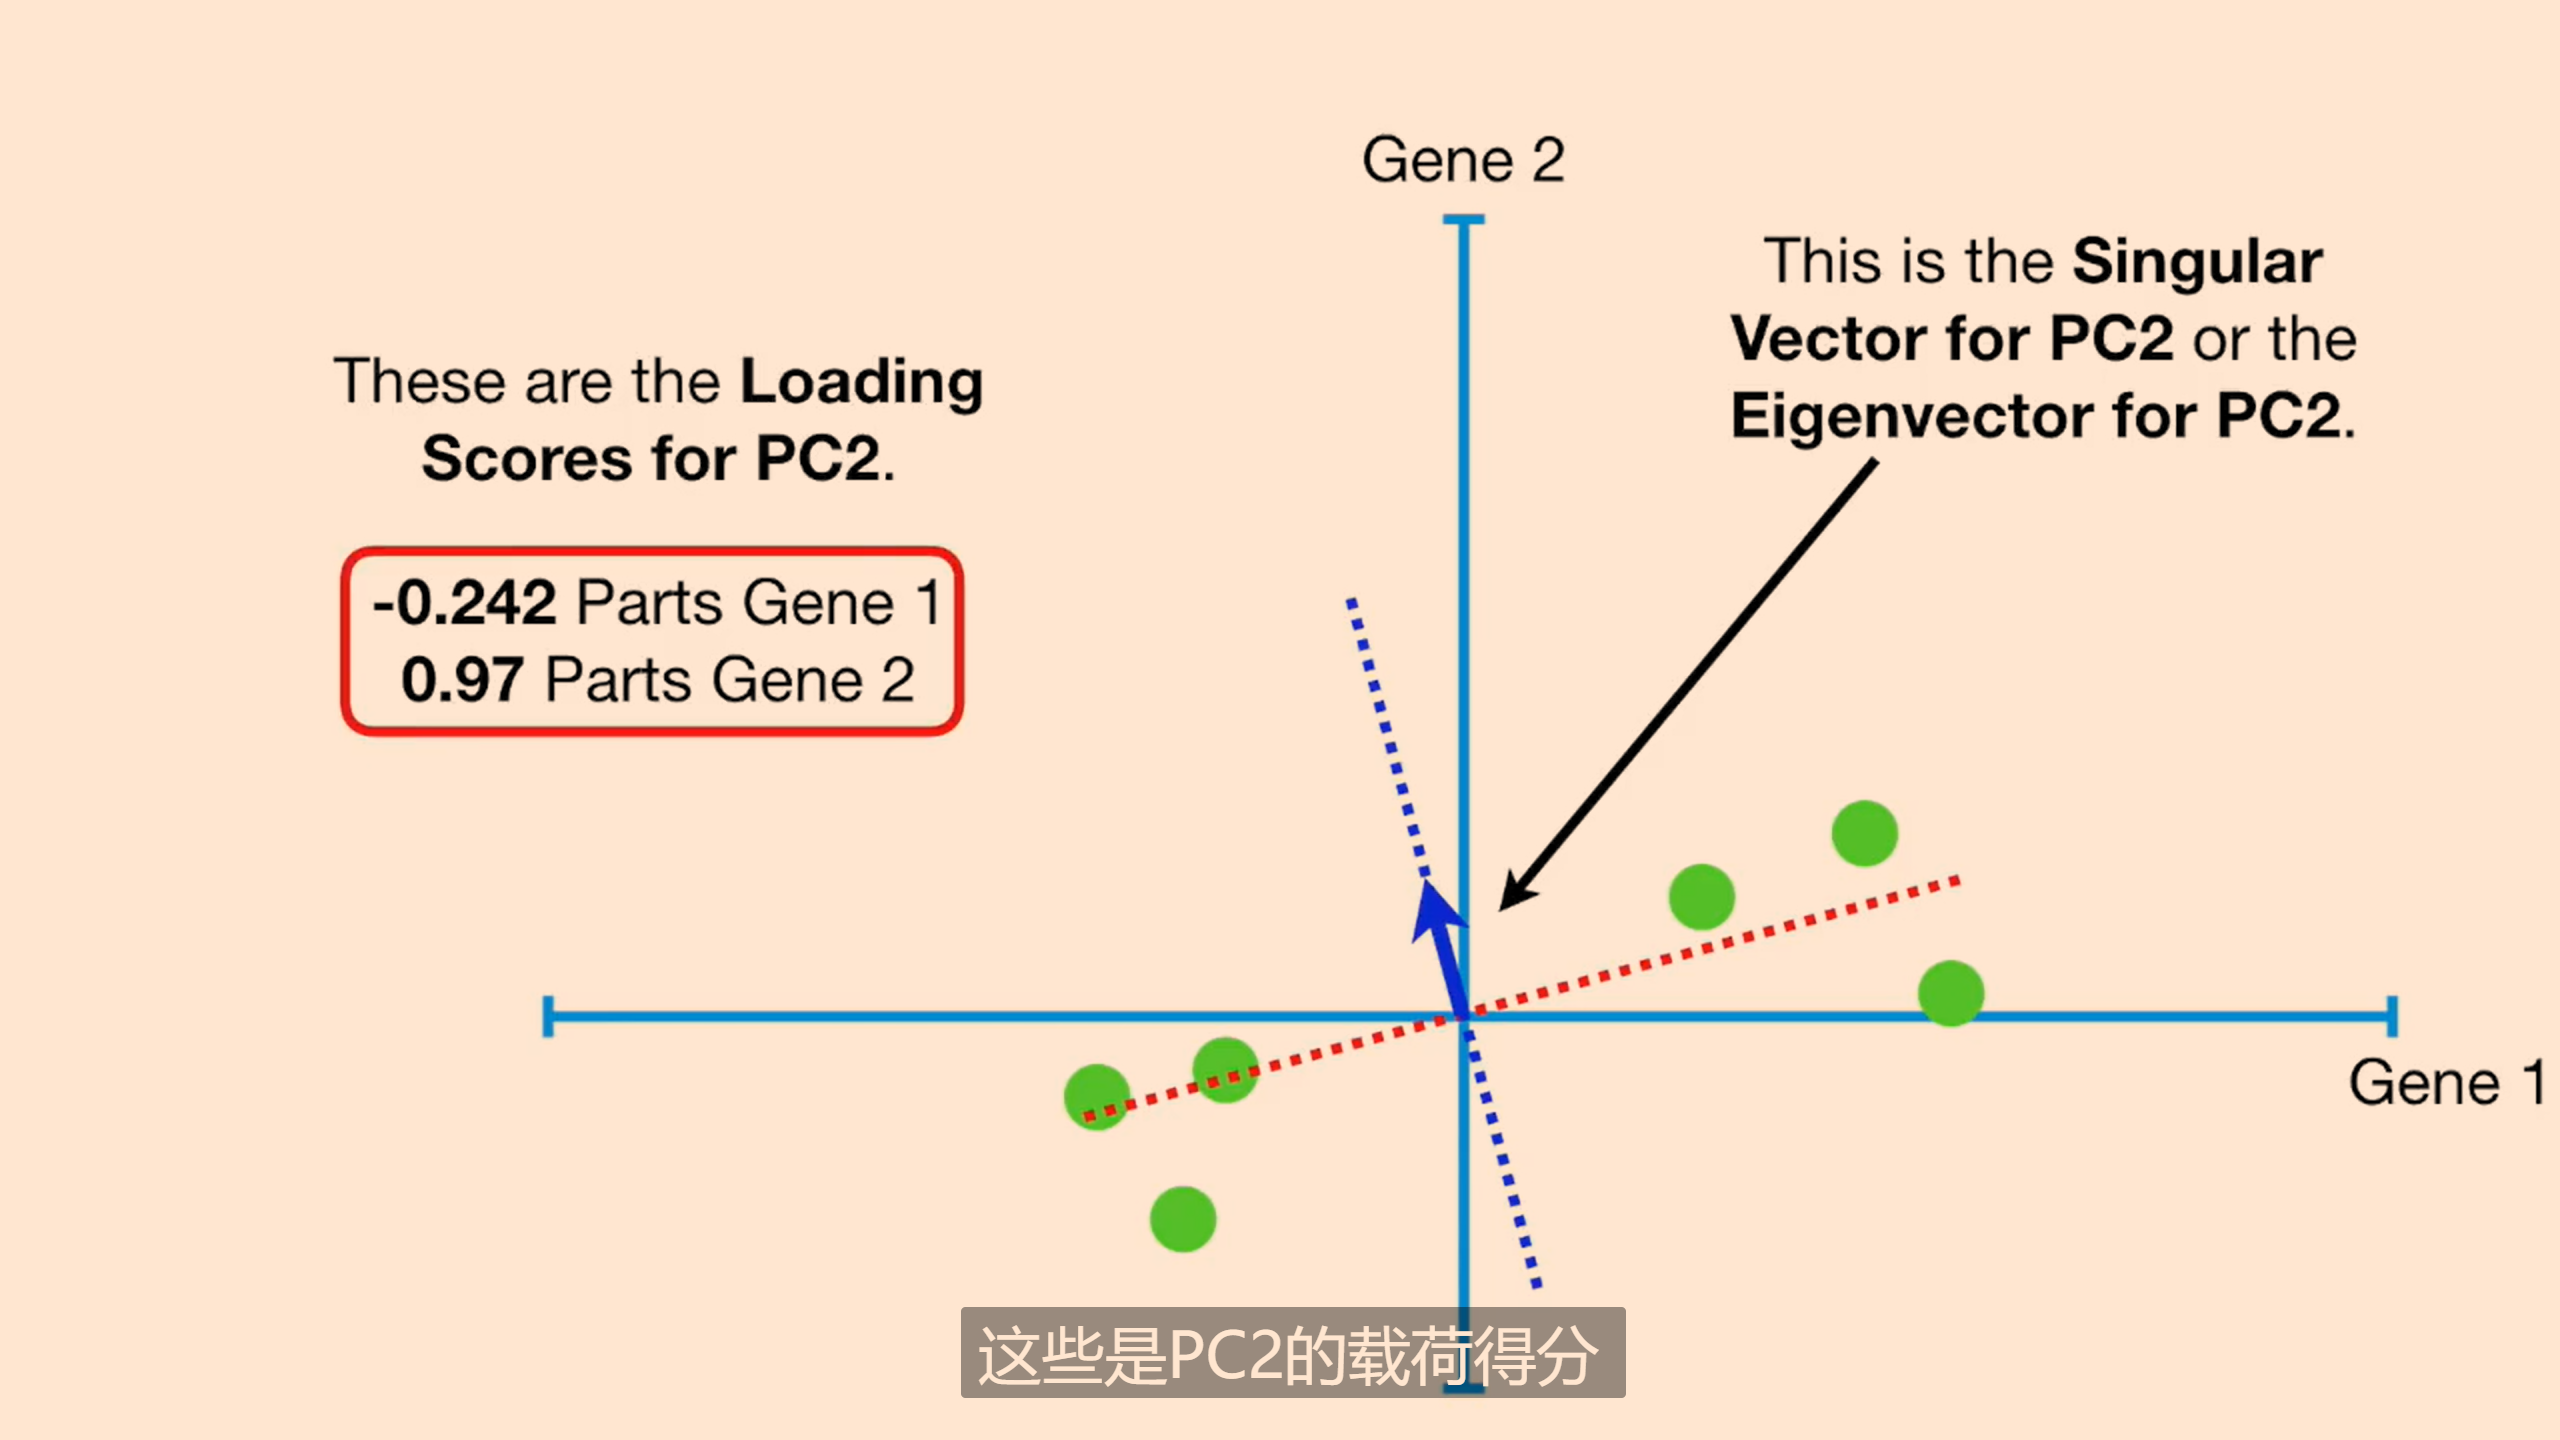 Gene 2
This is the Singular
Vector for PC2 or the
Eigenvector for PC2.
These are the Loading
Scores for PC2.
-0.242 Parts Gene 1
0.97 Parts Gene 2
Gene 1
这些是PC2的载荷得分